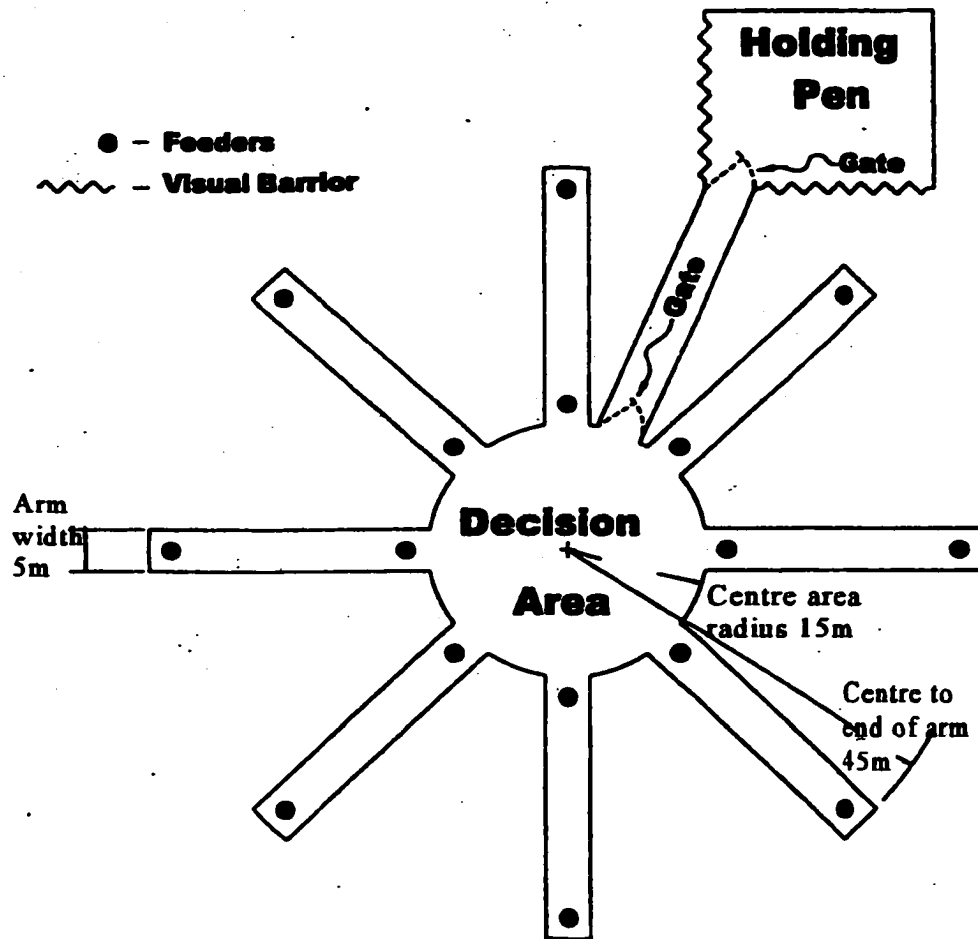 Holding
Pen
Gate
– Feeders
– Visual Barrior
Gate
Arm
width
5m
Decision
Area
Centre area
radius 15m
Centre to
end of arm
45m